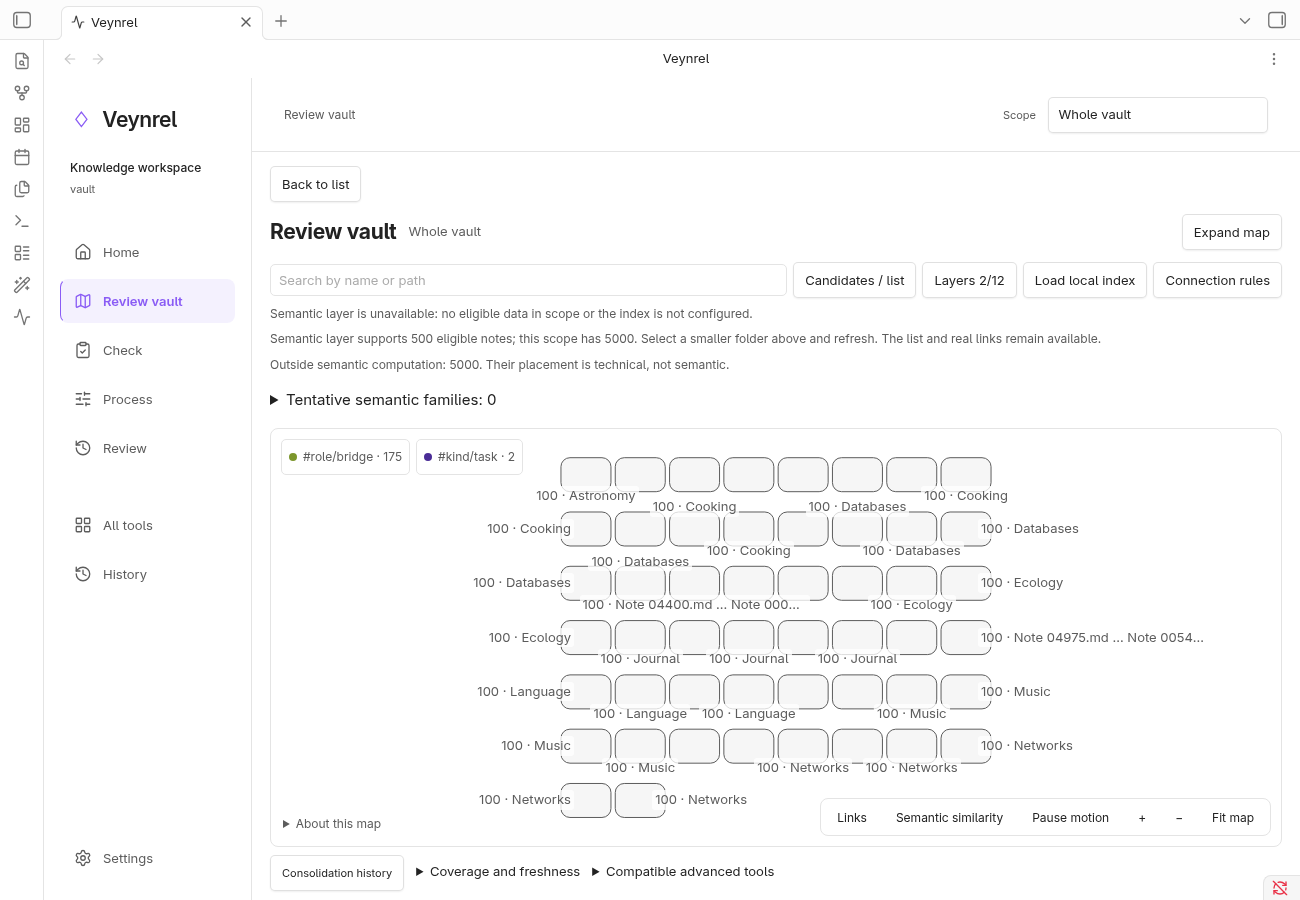 Veynrel
Veynrel
Veynrel
Knowledge workspace
vault
Home
Review vault
Check
Process
Review
All tools
History
Settings
Review vault
Scope
Whole vault
Back to list
Review vault Whole vault
Expand map
Search by name or path
Candidates / list
Layers 2/12
Load local index
Connection rules
Semantic layer is unavailable: no eligible data in scope or the index is not configured.
Semantic layer supports 500 eligible notes; this scope has 5000. Select a smaller folder above and refresh. The list and real links remain available.
Outside semantic computation: 5000. Their placement is technical, not semantic.
Tentative semantic families: 0
#role/bridge · 175
#kind/task · 2
100 · Astronomy
100 · Cooking
100 · Cooking
100 · Databases
100 · Cooking
100 · Databases
100 · Cooking
100 · Databases
100 · Databases
100 · Databases
100 · Ecology
100 · Note 04400.md ... Note 000...
100 · Ecology
100 · Ecology
100 · Note 04975.md ... Note 0054...
100 · Journal
100 · Journal
100 · Journal
100 · Language
100 · Music
100 · Language
100 · Language
100 · Music
100 · Music
100 · Networks
100 · Music
100 · Networks
100 · Networks
100 · Networks
100 · Networks
About this map
Links
Semantic similarity
Pause motion
+
−
Fit map
Consolidation history
Coverage and freshness
Compatible advanced tools